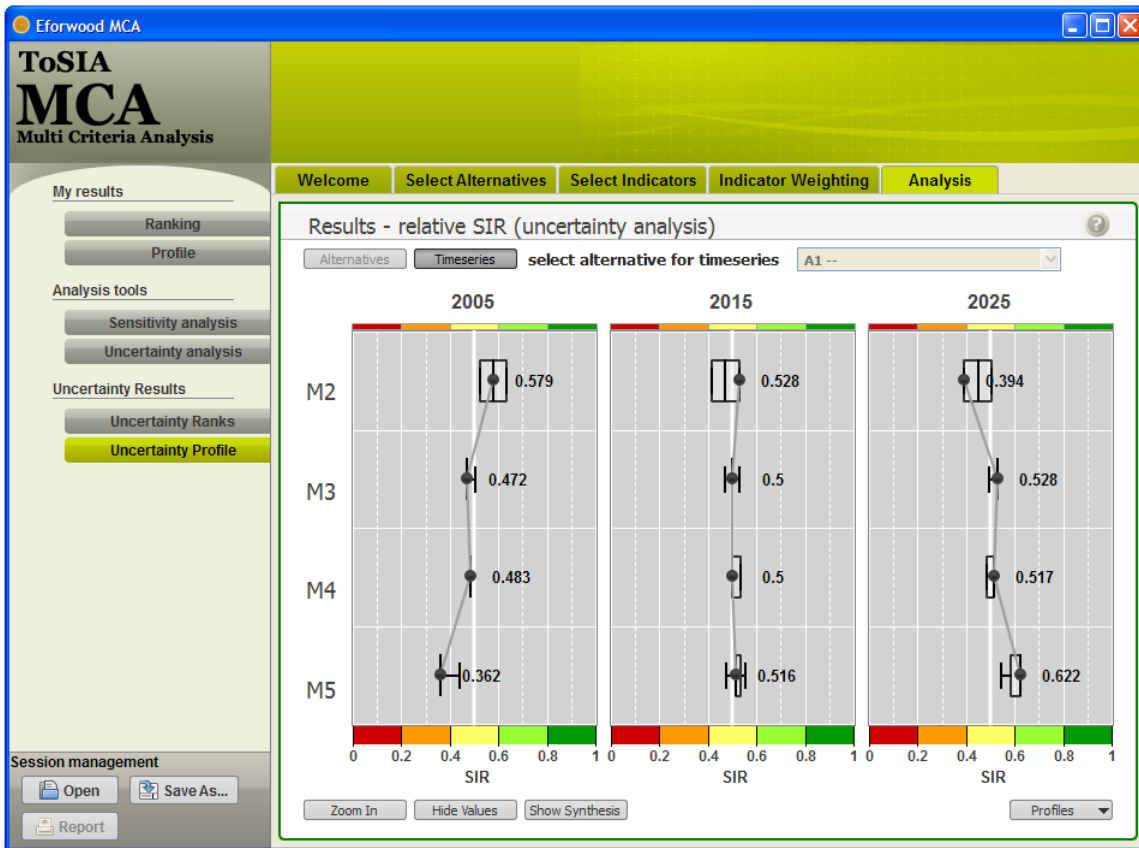 Eforwood MCA
ToSIA
MCA
Multi Criteria Analysis
My results
Ranking
Profile
Analysis tools
Sensitivity analysis
Uncertainty analysis
Uncertainty Results
Uncertainty Ranks
Uncertainty Profile
Session management
Open Save As...
Report
Welcome Select Alternatives Select Indicators Indicator Weighting Analysis
Results - relative SIR (uncertainty analysis) ?
Alternatives Timeseries select alternative for timeseries A1 --
2005 2015 2025
M2 0.579 0.528 0.394
M3 0.472 0.5 0.528
M4 0.483 0.5 0.517
M5 0.362 0.516 0.622
0 0.2 0.4 0.6 0.8 1 0 0.2 0.4 0.6 0.8 1 0 0.2 0.4 0.6 0.8 1
SIR SIR SIR
Zoom In Hide Values Show Synthesis Profiles